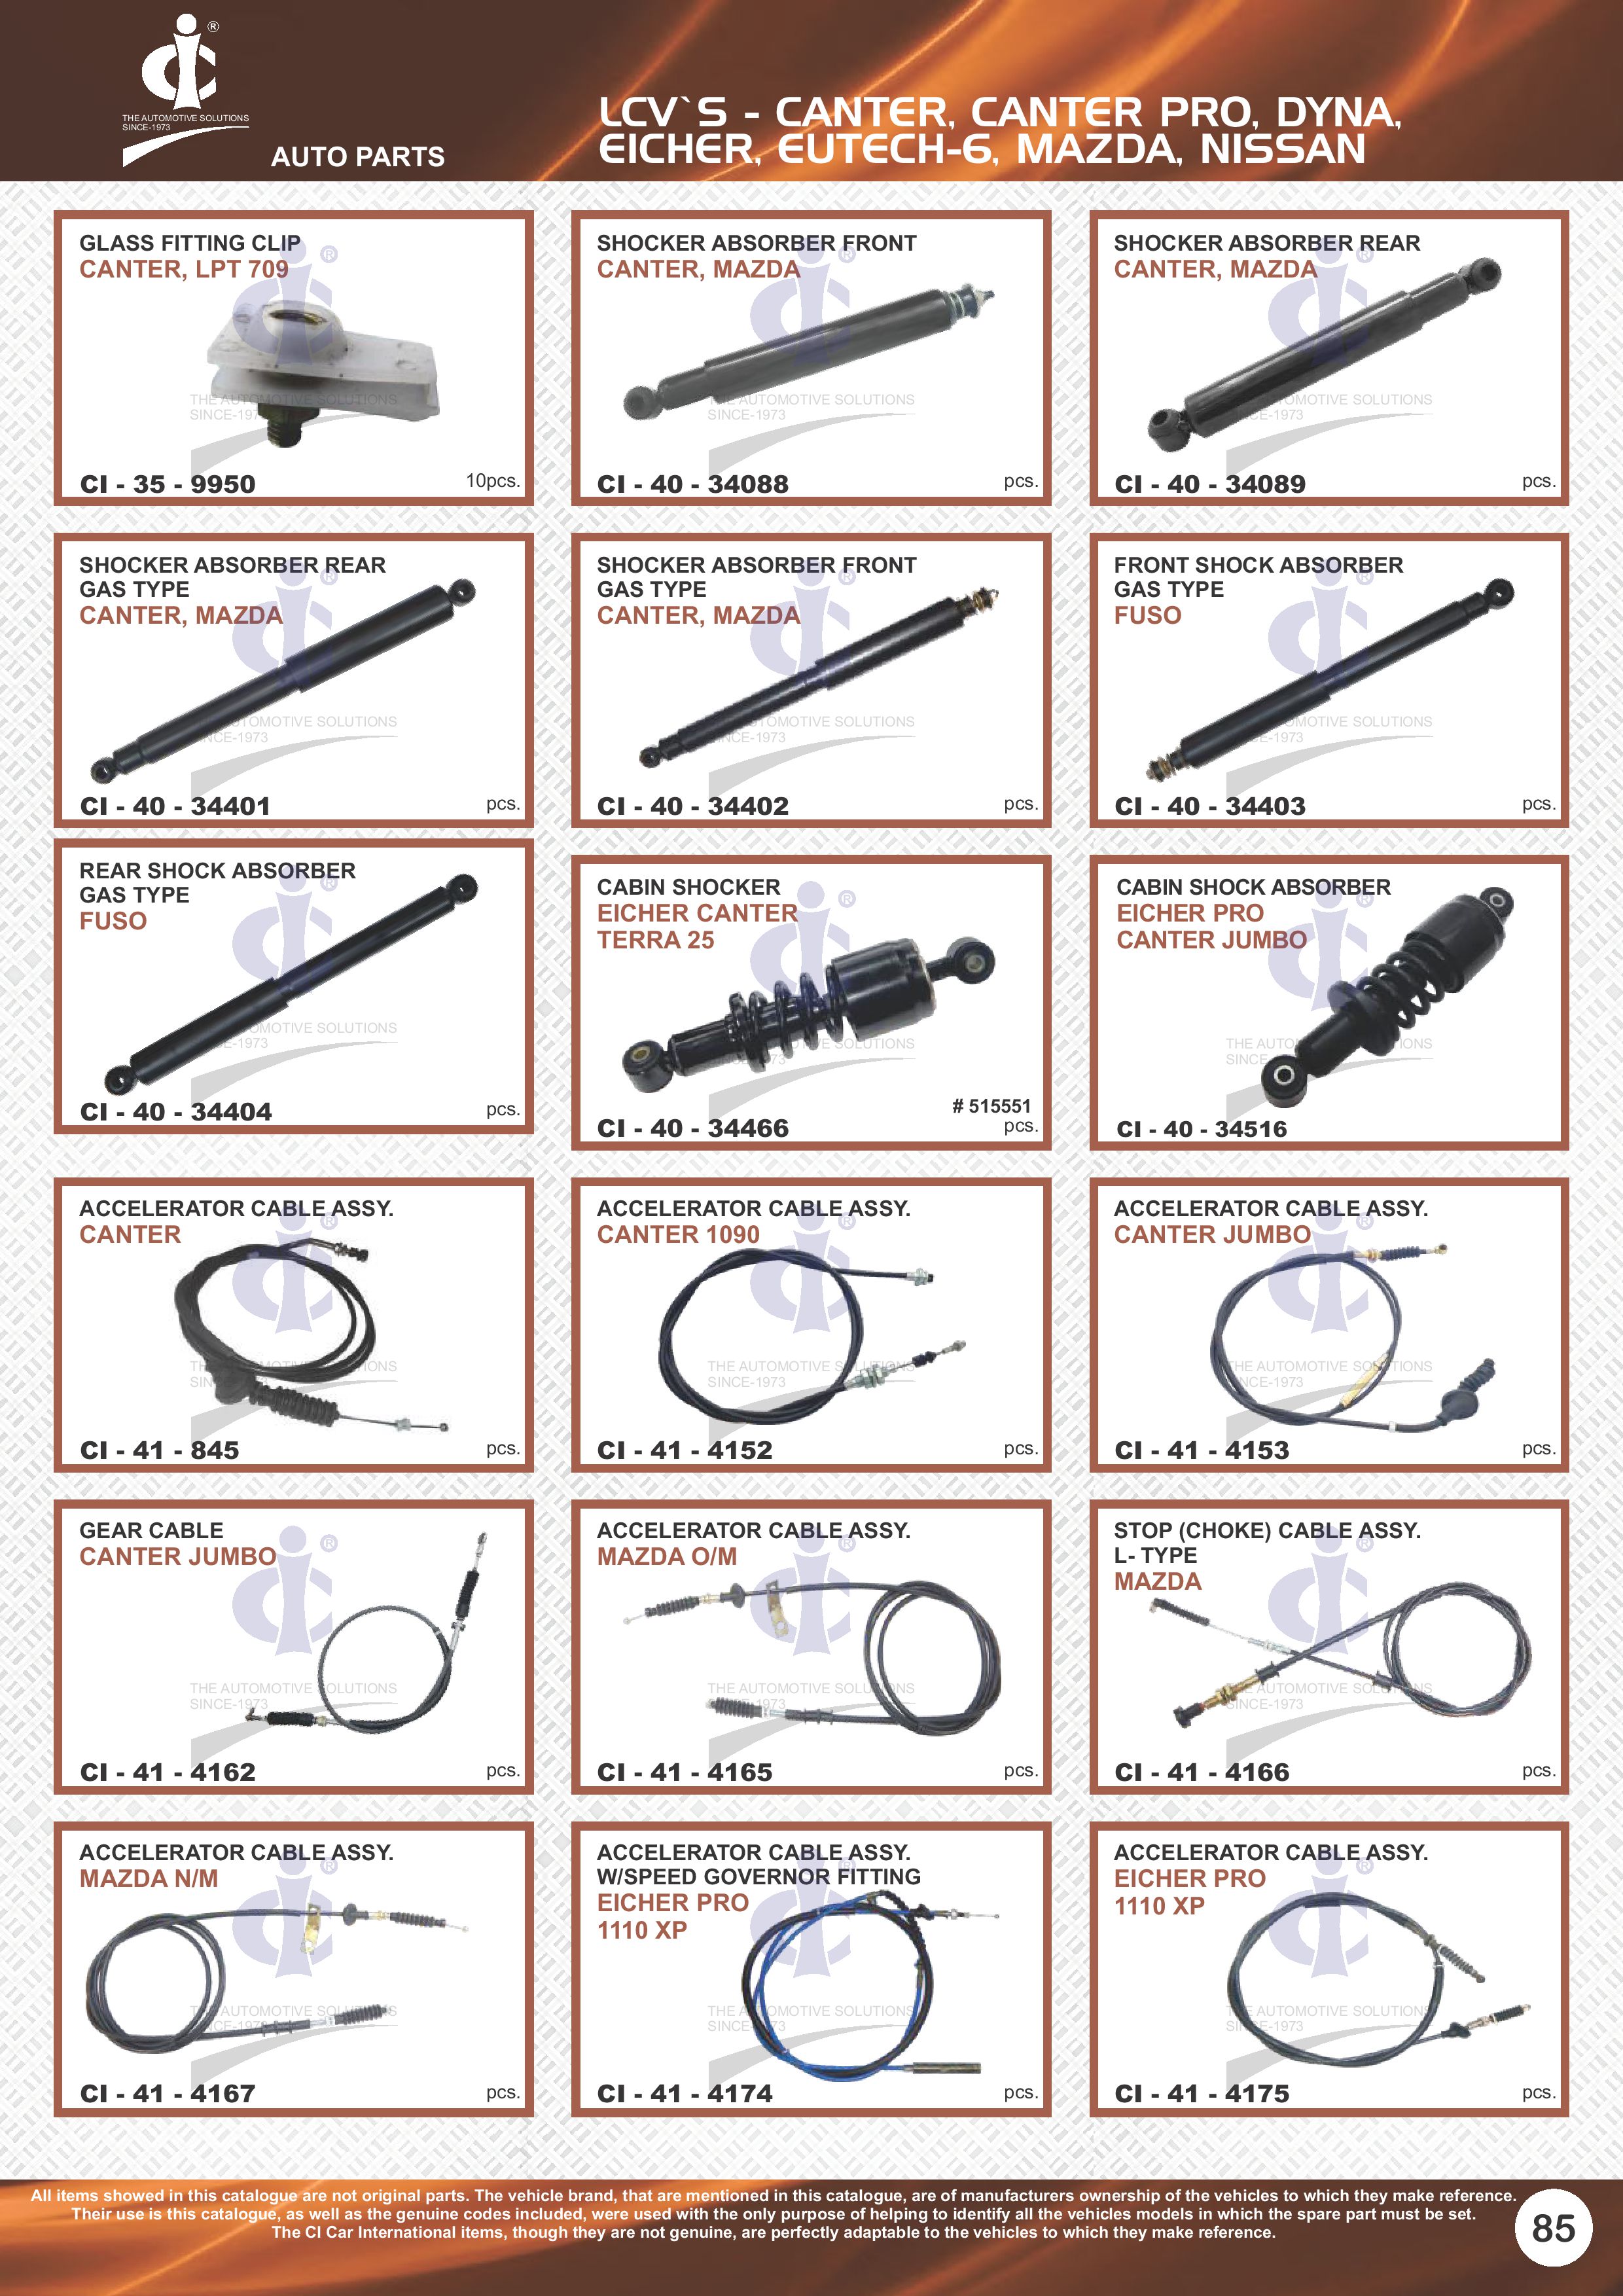 THE AUTOMOTIVE SOLUTIONS
SINCE-1973
AUTO PARTS
LCV`S - CANTER, CANTER PRO, DYNA,
EICHER, EUTECH-6, MAZDA, NISSAN
GLASS FITTING CLIP
CANTER, LPT 709
CI - 35 - 9950
10pcs.
SHOCKER ABSORBER FRONT
CANTER, MAZDA
CI - 40 - 34088
pcs.
SHOCKER ABSORBER REAR
CANTER, MAZDA
CI - 40 - 34089
pcs.
SHOCKER ABSORBER REAR
GAS TYPE
CANTER, MAZDA
CI - 40 - 34401
pcs.
SHOCKER ABSORBER FRONT
GAS TYPE
CANTER, MAZDA
CI - 40 - 34402
pcs.
FRONT SHOCK ABSORBER
GAS TYPE
FUSO
CI - 40 - 34403
pcs.
REAR SHOCK ABSORBER
GAS TYPE
FUSO
CI - 40 - 34404
pcs.
CABIN SHOCKER
EICHER CANTER
TERRA 25
# 515551
CI - 40 - 34466
pcs.
CABIN SHOCK ABSORBER
EICHER PRO
CANTER JUMBO
CI - 40 - 34516
ACCELERATOR CABLE ASSY.
CANTER
CI - 41 - 845
pcs.
ACCELERATOR CABLE ASSY.
CANTER 1090
CI - 41 - 4152
pcs.
ACCELERATOR CABLE ASSY.
CANTER JUMBO
CI - 41 - 4153
pcs.
GEAR CABLE
CANTER JUMBO
CI - 41 - 4162
pcs.
ACCELERATOR CABLE ASSY.
MAZDA O/M
CI - 41 - 4165
pcs.
STOP (CHOKE) CABLE ASSY.
L- TYPE
MAZDA
CI - 41 - 4166
pcs.
ACCELERATOR CABLE ASSY.
MAZDA N/M
CI - 41 - 4167
pcs.
ACCELERATOR CABLE ASSY.
W/SPEED GOVERNOR FITTING
EICHER PRO
1110 XP
CI - 41 - 4174
pcs.
ACCELERATOR CABLE ASSY.
EICHER PRO
1110 XP
CI - 41 - 4175
pcs.
All items showed in this catalogue are not original parts. The vehicle brand, that are mentioned in this catalogue, are of manufacturers ownership of the vehicles to which they make reference.
Their use is this catalogue, as well as the genuine codes included, were used with the only purpose of helping to identify all the vehicles models in which the spare part must be set.
The CI Car International items, though they are not genuine, are perfectly adaptable to the vehicles to which they make reference.
85